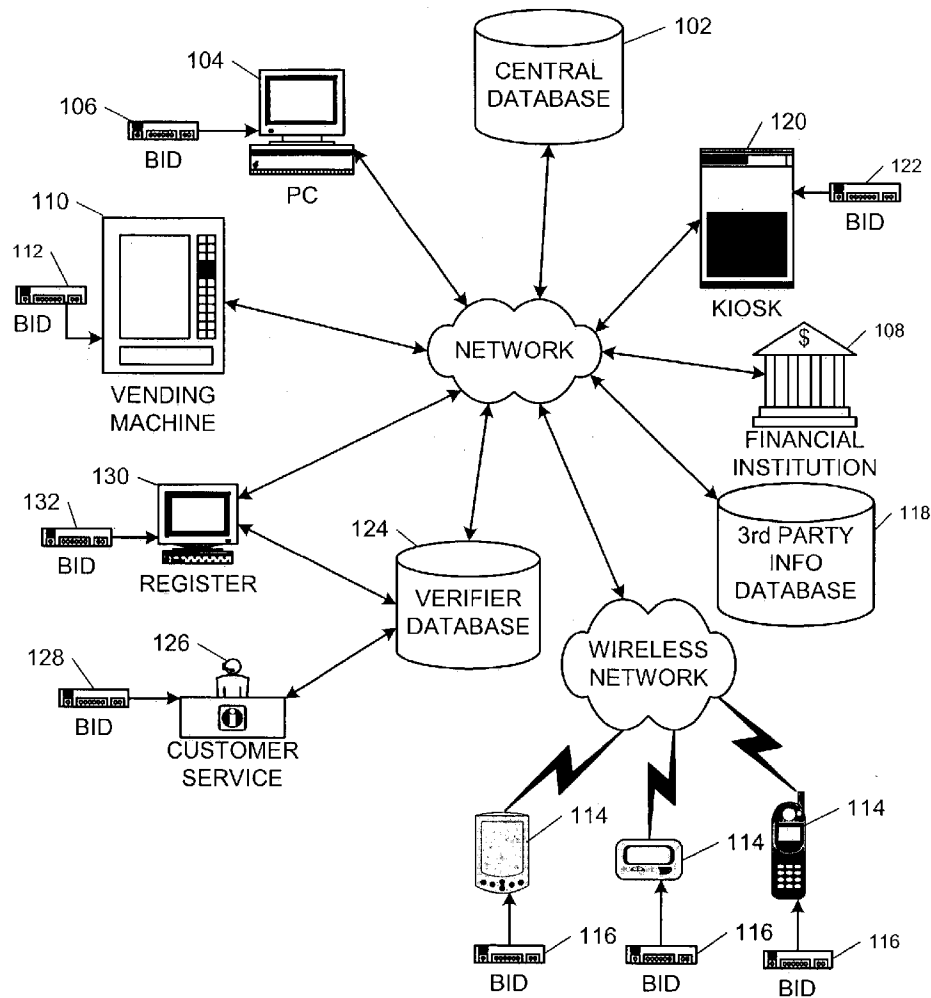 102
CENTRAL
DATABASE
104
PC
106
BID
120
KIOSK
122
BID
110
VENDING
MACHINE
112
BID
NETWORK
$
108
FINANCIAL
INSTITUTION
130
REGISTER
132
BID
124
VERIFIER
DATABASE
118
3rd PARTY
INFO
DATABASE
126
i
CUSTOMER
SERVICE
128
BID
WIRELESS
NETWORK
114
114
114
116
BID
116
BID
116
BID